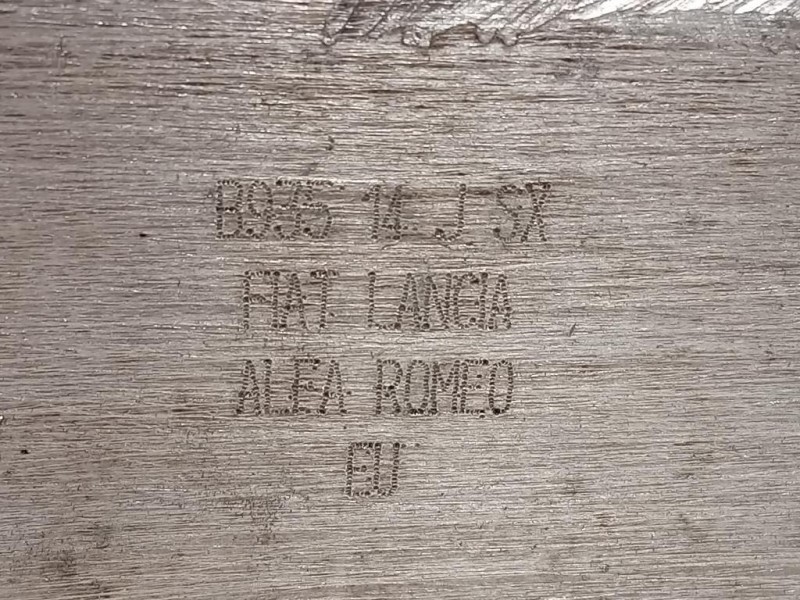 B935 14 J SX
FIAT LANCIA
ALFA ROMEO
EU